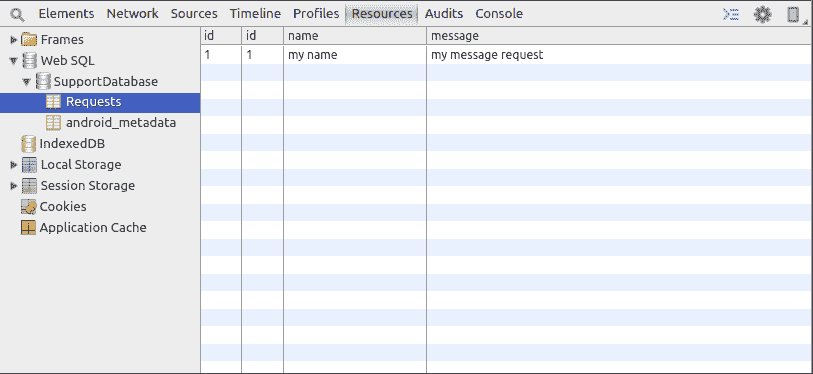 Elements Network Sources Timeline Profiles Resources Audits Console
Frames
Web SQL
SupportDatabase
Requests
android_metadata
IndexedDB
Local Storage
Session Storage
Cookies
Application Cache
id id name message
1 1 my name my message request